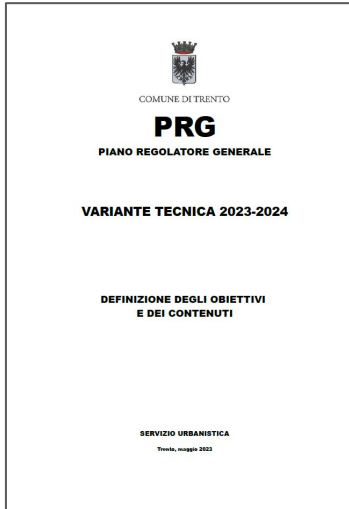 COMUNE DI TRENTO
PRG
PIANO REGOLATORE GENERALE
VARIANTE TECNICA 2023-2024
DEFINIZIONE DEGLI OBIETTIVI
E DEI CONTENUTI
SERVIZIO URBANISTICA
Trento, maggio 2023